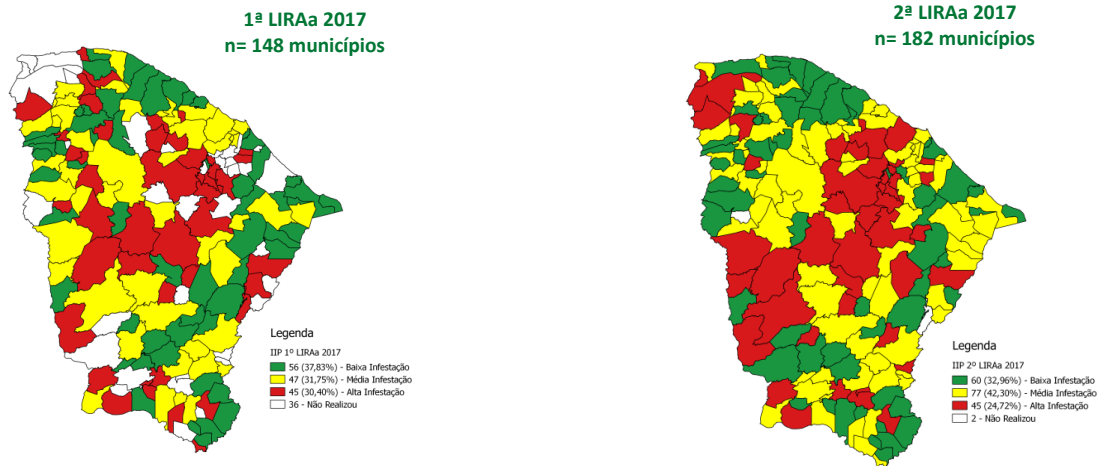 1ª LIRAa 2017
n= 148 municípios
Legenda
IIP 1º LIRAa 2017
56 (37,83%) - Baixa Infestação
47 (31,75%) - Média Infestação
45 (30,40%) - Alta Infestação
36 - Não Realizou
2ª LIRAa 2017
n= 182 municípios
Legenda
IIP 2º LIRAa 2017
60 (32,96%) - Baixa Infestação
77 (42,30%) - Média Infestação
45 (24,72%) - Alta Infestação
2 - Não Realizou